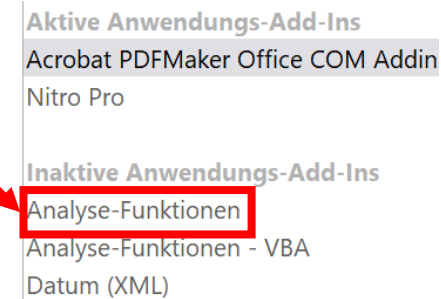 Aktive Anwendungs-Add-Ins
Acrobat PDFMaker Office COM Addin
Nitro Pro
Inaktive Anwendungs-Add-Ins
Analyse-Funktionen
Analyse-Funktionen - VBA
Datum (XML)